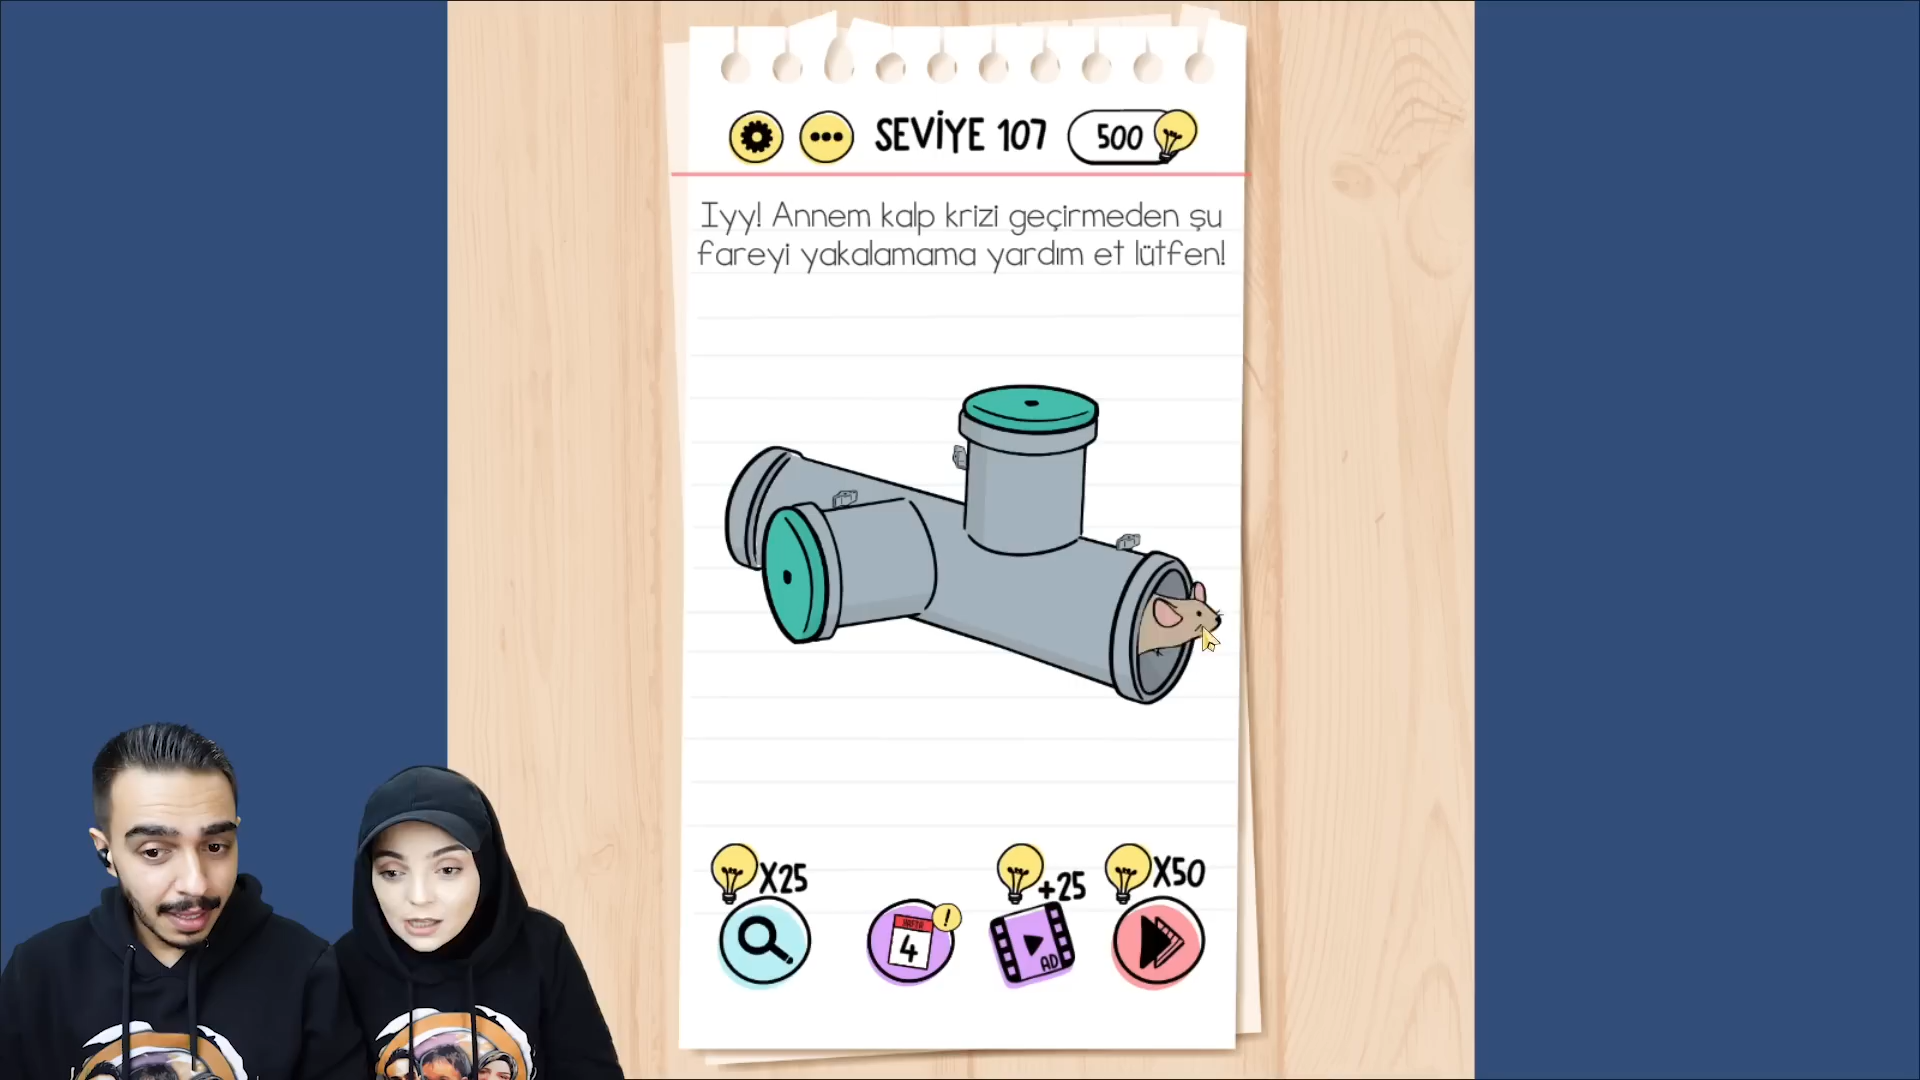 SEVİYE 107
500
Iyy! Annem kalp krizi geçirmeden şu
fareyi yakalamama yardım et lütfen!
X25
+25
X50
4
AD